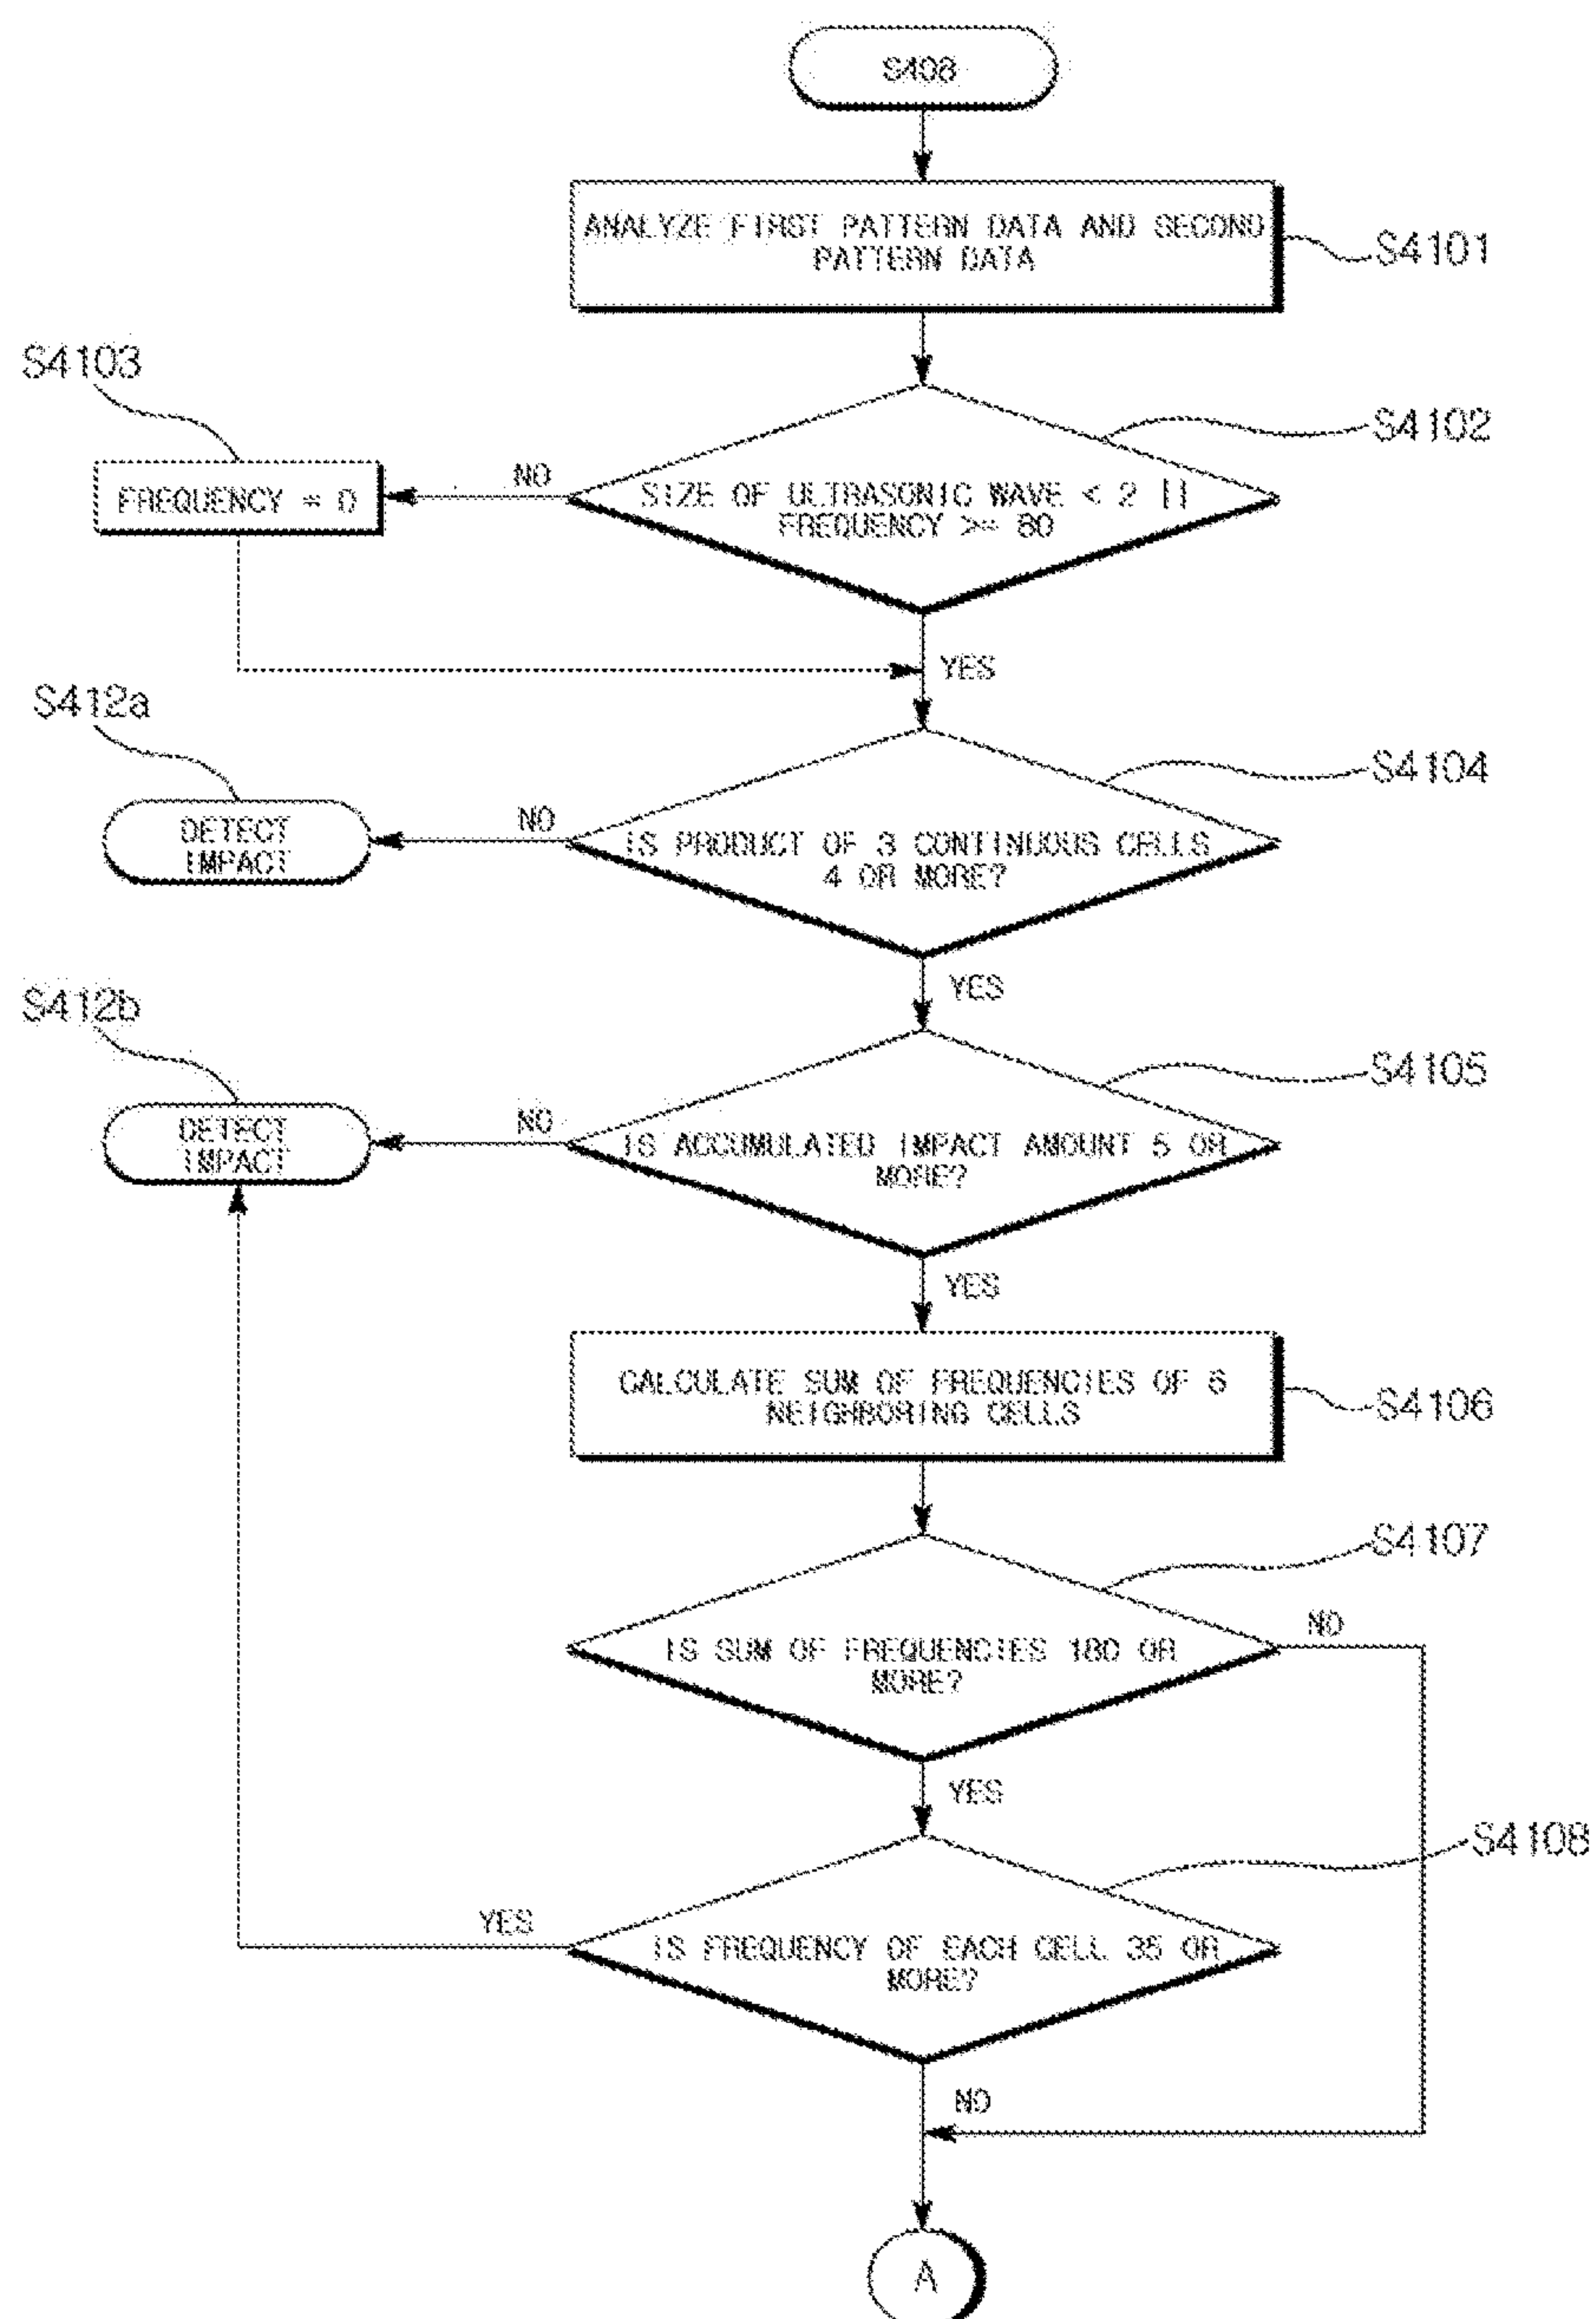 S408
ANALYZE FIRST PATTERN DATA AND SECOND
PATTERN DATA
S4101
S4103
S4102
FREQUENCY = 0
NO
SIZE OF ULTRASONIC WAVE < 2 ||
FREQUENCY >= 80
YES
S412a
S4104
DETECT
IMPACT
NO
IS PRODUCT OF 3 CONTINUOUS CELLS
4 OR MORE?
YES
S412b
S4105
DETECT
IMPACT
NO
IS ACCUMULATED IMPACT AMOUNT 5 OR
MORE?
YES
CALCULATE SUM OF FREQUENCIES OF 6
NEIGHBORING CELLS
S4106
S4107
NO
IS SUM OF FREQUENCIES 180 OR
MORE?
YES
S4108
YES
IS FREQUENCY OF EACH CELL 35 OR
MORE?
NO
A